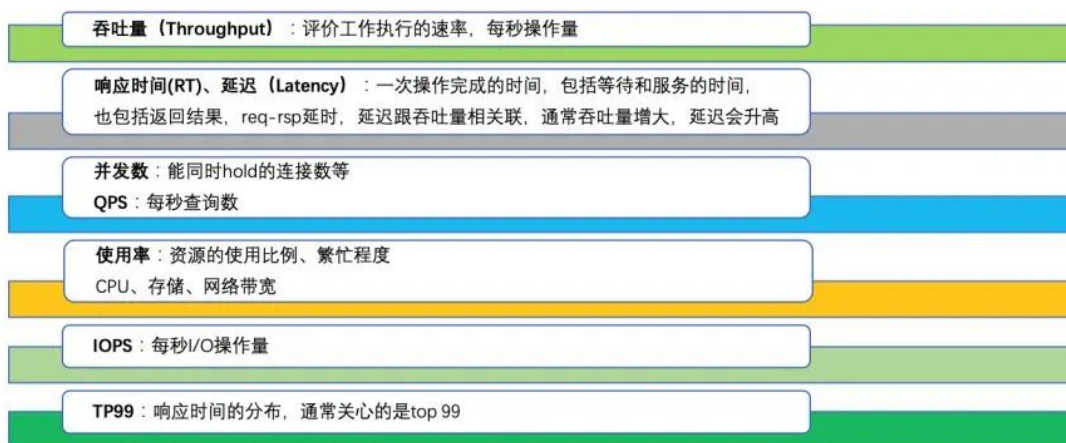 吞吐量（Throughput）：评价工作执行的速率，每秒操作量
响应时间(RT)、延迟（Latency）：一次操作完成的时间，包括等待和服务的时间，
也包括返回结果，req-rsp延时，延迟跟吞吐量相关联，通常吞吐量增大，延迟会升高
并发数：能同时hold的连接数等
QPS：每秒查询数
使用率：资源的使用比例、繁忙程度
CPU、存储、网络带宽
IOPS：每秒I/O操作量
TP99：响应时间的分布，通常关心的是top 99